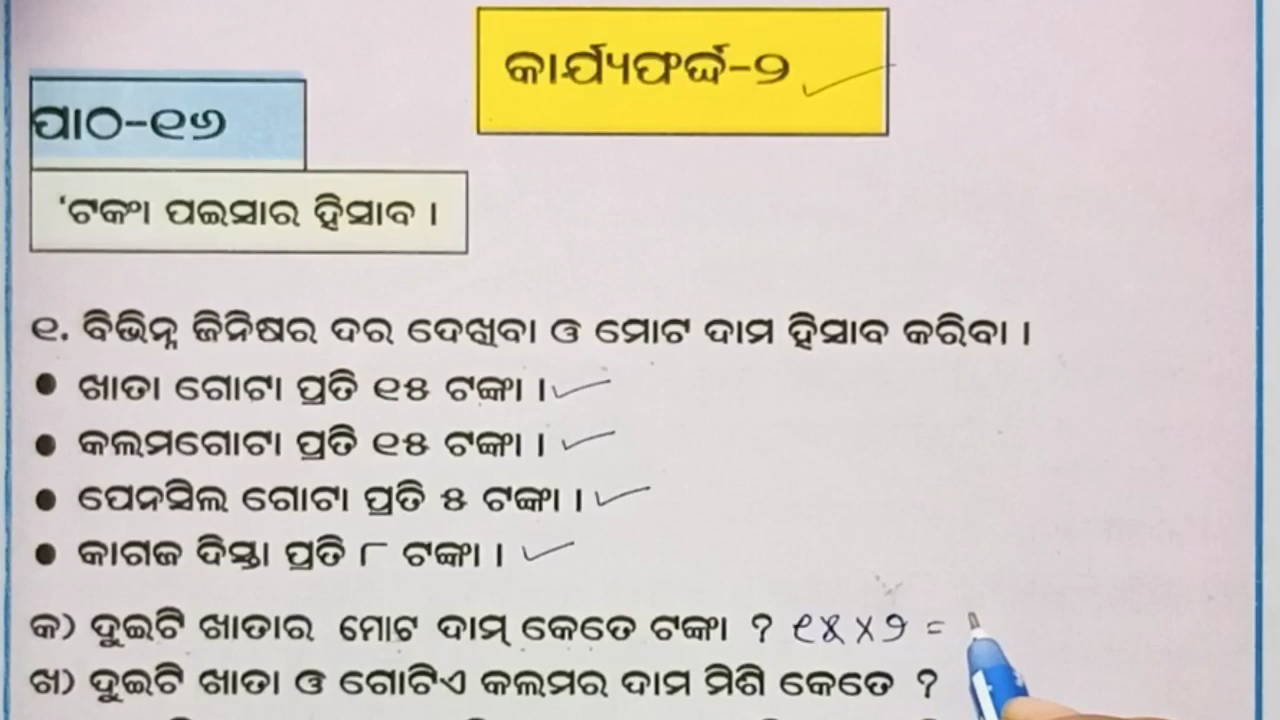 କାର୍ଯ୍ୟଫର୍ଦ୍ଦ-୨
ପାଠ-୧୬
‘ଟଙ୍କା ପଇସାର ହିସାବ ।
୧. ବିଭିନ୍ନ ଜିନିଷର ଦର ଦେଖିବା ଓ ମୋଟ ଦାମ ହିସାବ କରିବା ।
● ଖାତା ଗୋଟା ପ୍ରତି ୧୫ ଟଙ୍କା ।
● କଲମଗୋଟା ପ୍ରତି ୧୫ ଟଙ୍କା ।
● ପେନସିଲ ଗୋଟା ପ୍ରତି ୫ ଟଙ୍କା ।
● କାଗଜ ଦିସ୍ତା ପ୍ରତି ୮ ଟଙ୍କା ।
କ) ଦୁଇଟି ଖାତାର ମୋଟ ଦାମ୍ କେତେ ଟଙ୍କା ? ୧୫ X ୨ =
ଖ) ଦୁଇଟି ଖାତା ଓ ଗୋଟିଏ କଲମର ଦାମ ମିଶି କେତେ ?